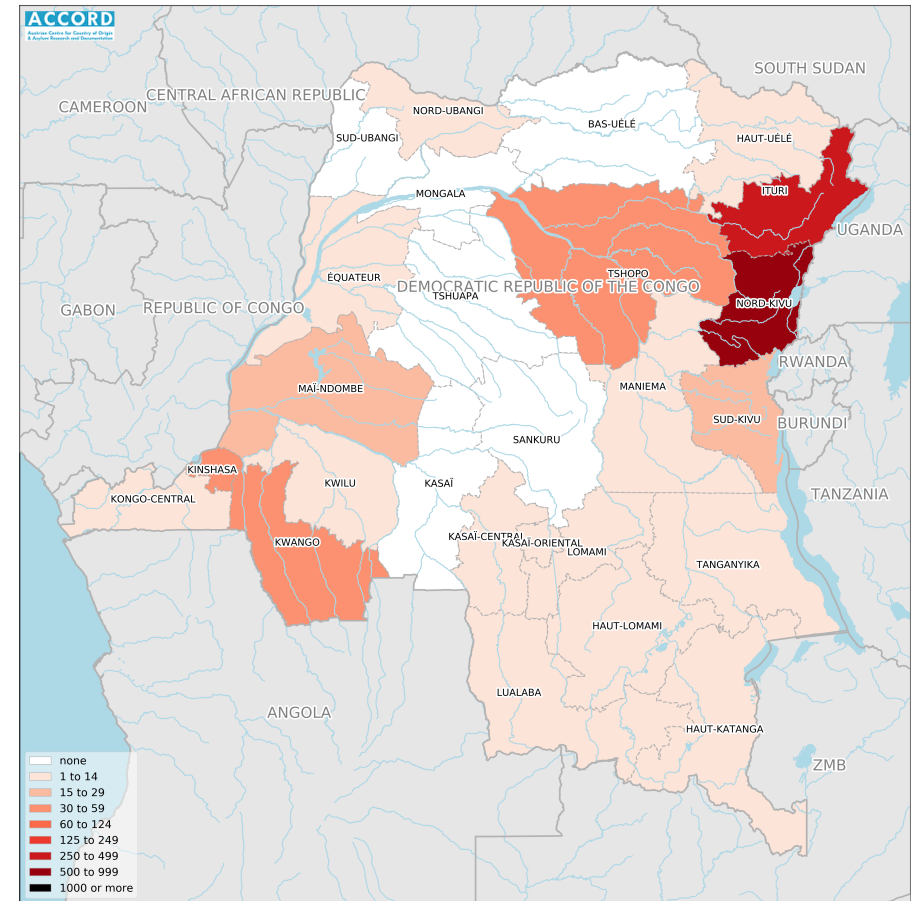 ACCORD
Austrian Centre for Country of Origin
& Asylum Research and Documentation
SOUTH SUDAN
CENTRAL AFRICAN REPUBLIC
CAMEROON
NORD-UBANGI
BAS-UÉLÉ
SUD-UBANGI
HAUT-UÉLÉ
MONGALA
ITURI
UGANDA
ÉQUATEUR
TSHOPO
DEMOCRATIC REPUBLIC OF THE CONGO
TSHUAPA
NORD-KIVU
GABON
REPUBLIC OF CONGO
RWANDA
MAÏ-NDOMBE
MANIEMA
SUD-KIVU
BURUNDI
SANKURU
KINSHASA
KWILU
KASAÏ
TANZANIA
KONGO-CENTRAL
KASAÏ-CENTRAL
KASAÏ-ORIENTAL
KWANGO
LOMAMI
TANGANYIKA
HAUT-LOMAMI
LUALABA
ANGOLA
HAUT-KATANGA
ZMB
none
1 to 14
15 to 29
30 to 59
60 to 124
125 to 249
250 to 499
500 to 999
1000 or more